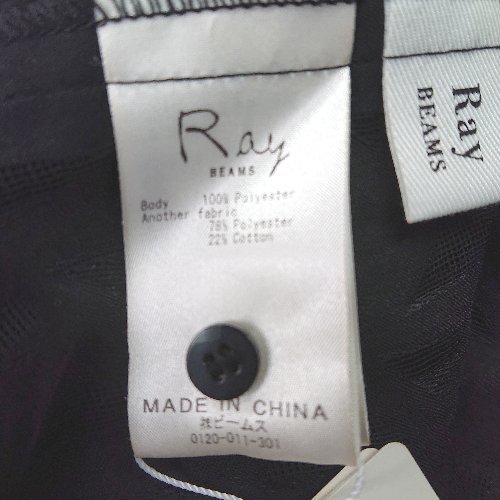 Ray
BEAMS
Body 100% Polyester
Another fabric
78% Polyester
22% Cotton
MADE IN CHINA
㈱ビームス
0120-011-301
Ray
BEAMS